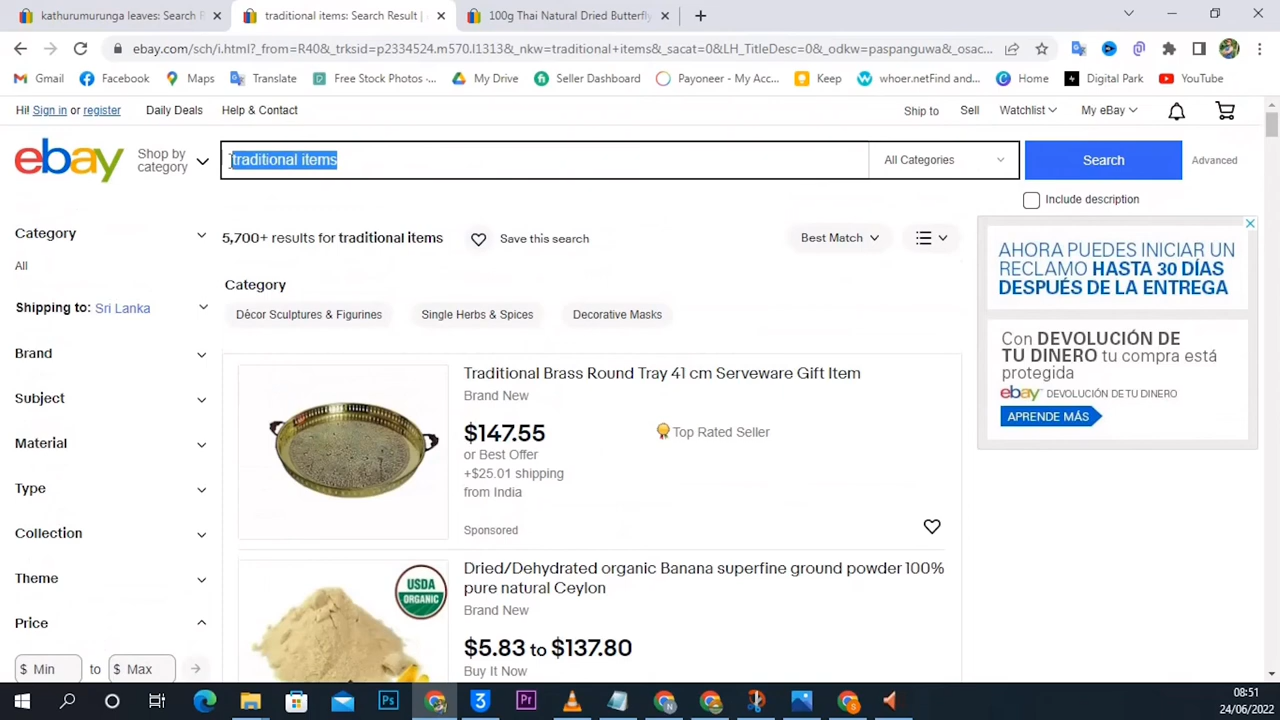 kathurumurunga leaves: Search R
traditional items: Search Result |
100g Thai Natural Dried Butterfly
ebay.com/sch/i.html?_from=R40&_trksid=p2334524.m570.l1313&_nkw=traditional+items&_sacat=0&LH_TitleDesc=0&_odkw=paspanguwa&_osac...
Gmail Facebook Maps Translate Free Stock Photos -... My Drive Seller Dashboard Payoneer - My Acc... Keep whoer.netFind and... Home Digital Park YouTube
Hi! Sign in or register Daily Deals Help & Contact Ship to Sell Watchlist My eBay
ebay
Shop by
category
traditional items
All Categories
Search
Advanced
Include description
Category
All
Shipping to: Sri Lanka
Brand
Subject
Material
Type
Collection
Theme
Price
$ Min to $ Max
5,700+ results for traditional items
Save this search
Best Match
Category
Décor Sculptures & Figurines
Single Herbs & Spices
Decorative Masks
Traditional Brass Round Tray 41 cm Serveware Gift Item
Brand New
$147.55
Top Rated Seller
or Best Offer
+$25.01 shipping
from India
Sponsored
USDA
ORGANIC
Dried/Dehydrated organic Banana superfine ground powder 100%
pure natural Ceylon
Brand New
$5.83 to $137.80
Buy It Now
AHORA PUEDES INICIAR UN
RECLAMO HASTA 30 DÍAS
DESPUÉS DE LA ENTREGA
Con DEVOLUCIÓN DE
TU DINERO tu compra está
protegida
ebay DEVOLUCIÓN DE TU DINERO
APRENDE MÁS
Ps
Pr
N
S
08:51
24/06/2022